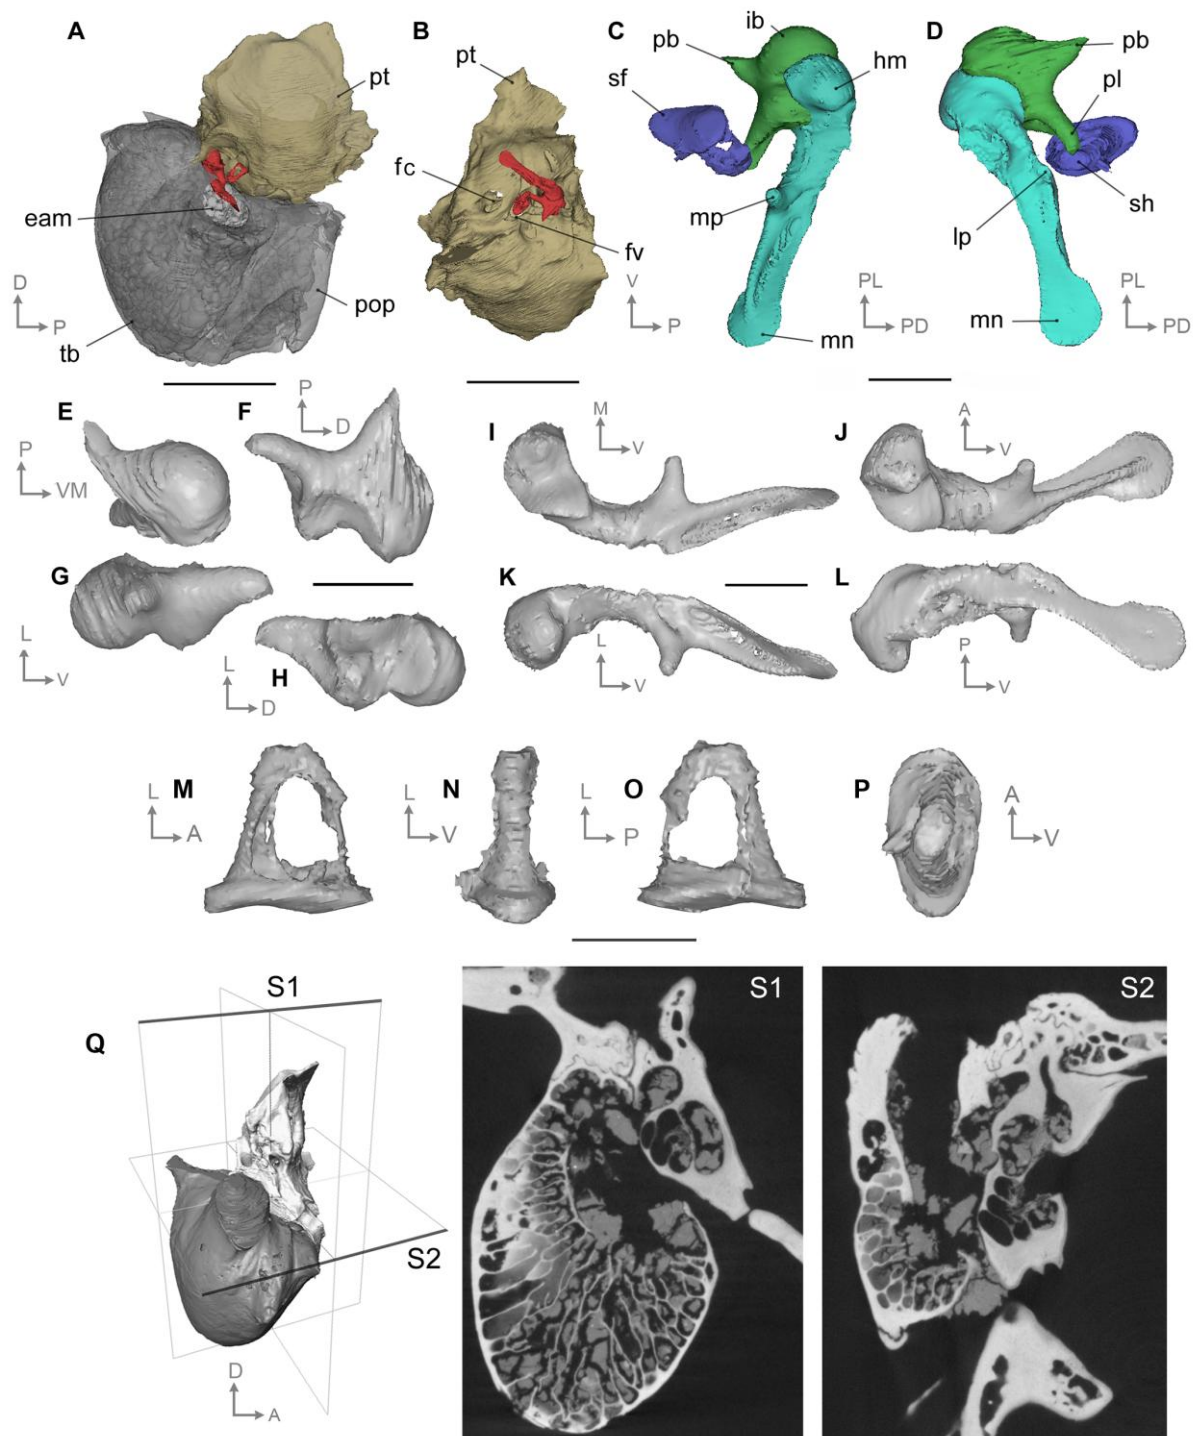 A
pt
eam
tb
pop
D
P
B
pt
fc
fv
V
P
C
ib
pb
hm
sf
mp
mn
PL
PD
D
pb
pl
sh
lp
mn
PL
PD
E
P
VM
F
P
D
G
L
V
H
L
D
I
M
V
J
A
V
K
L
V
L
P
V
M
L
A
N
L
V
O
L
P
P
A
V
Q
S1
S2
D
A
S1
S2